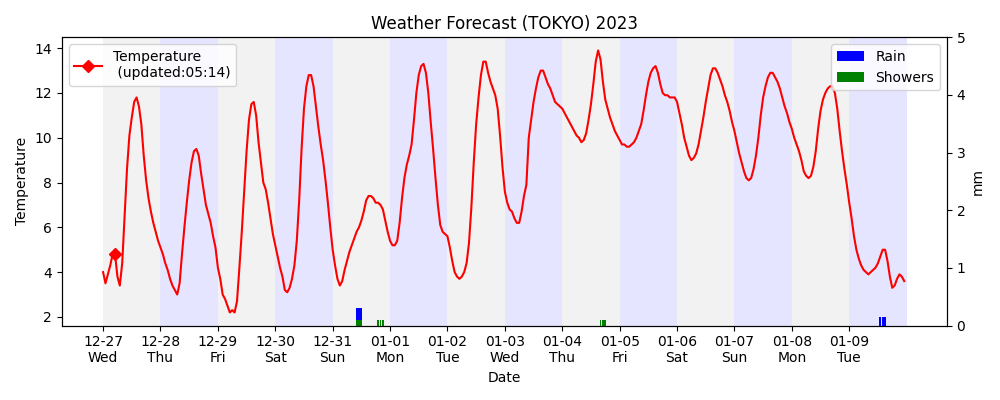 Weather Forecast (TOKYO) 2023
Temperature
(updated:05:14)
Rain
Showers
14
12
10
8
6
4
2
Temperature
5
4
3
2
1
0
mm
12-27 12-28 12-29 12-30 12-31 01-01 01-02 01-03 01-04 01-05 01-06 01-07 01-08 01-09
Wed Thu Fri Sat Sun Mon Tue Wed Thu Fri Sat Sun Mon Tue
Date